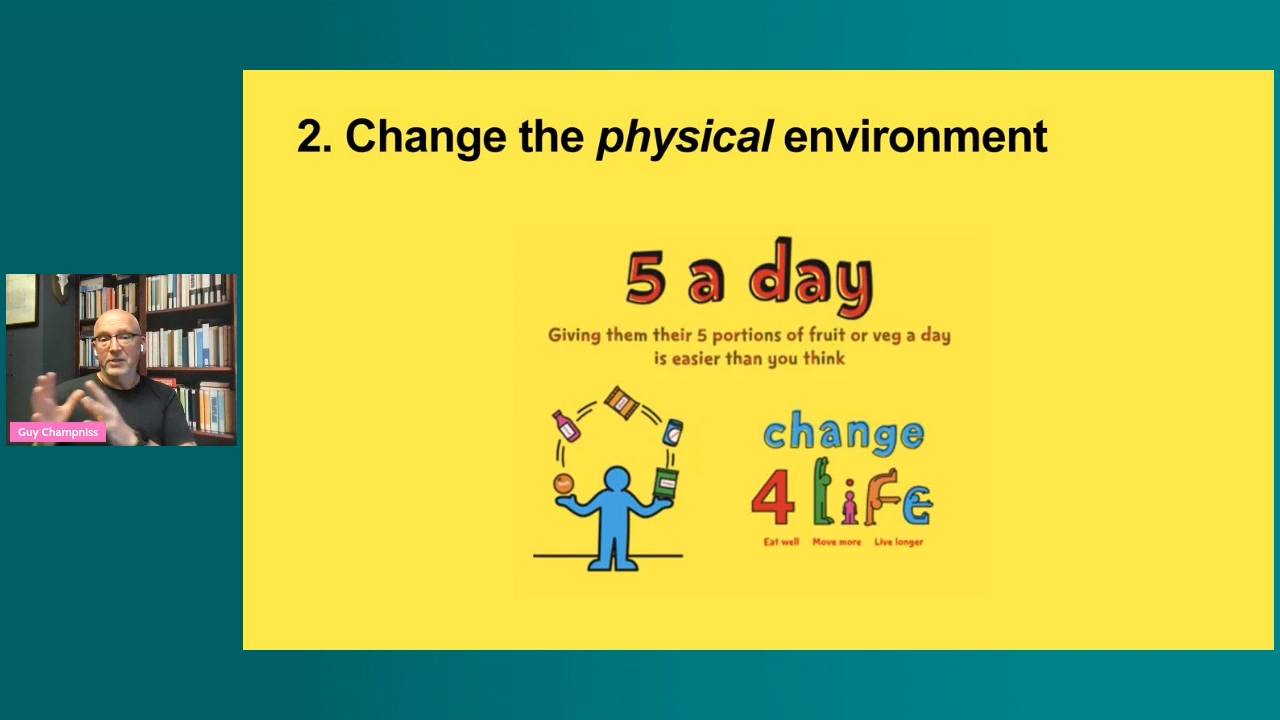 2. Change the physical environment
5 a day
Giving them their 5 portions of fruit or veg a day
is easier than you think
change
4 LiFe
Eat well Move more Live longer
Guy Champniss